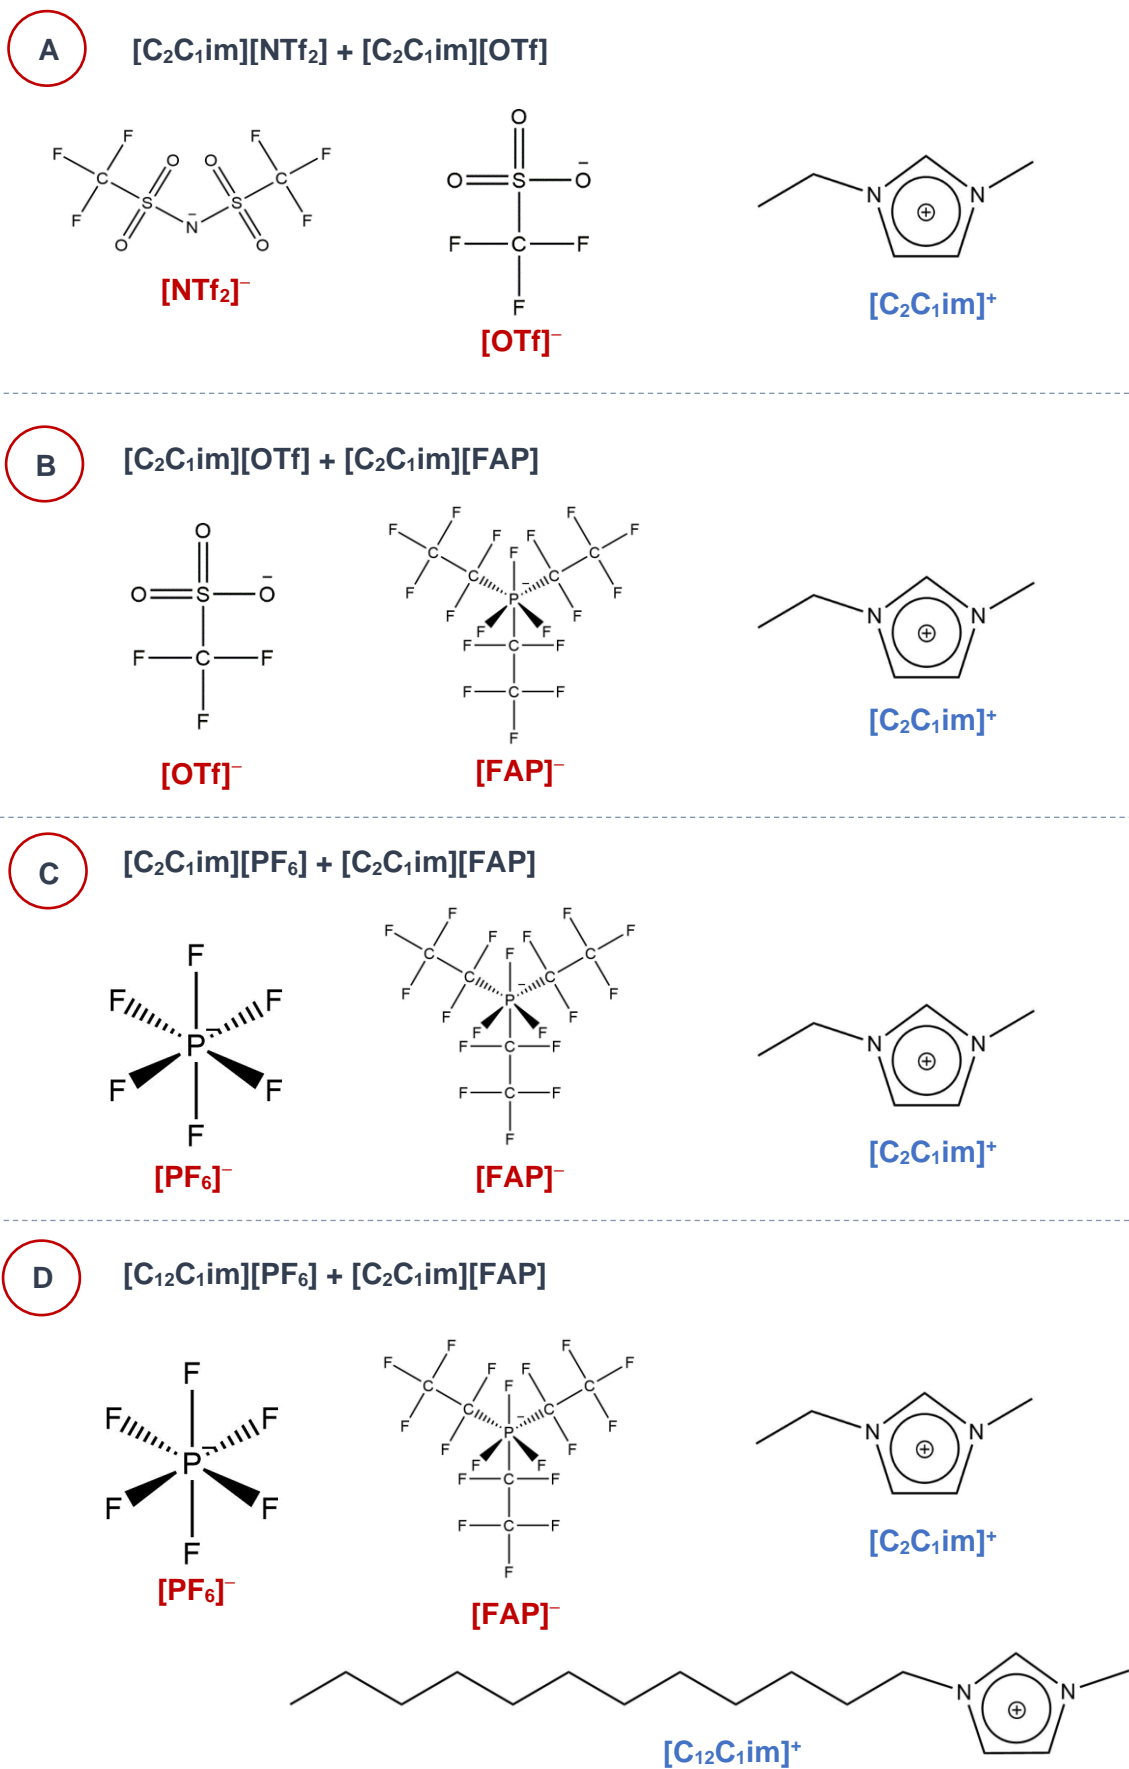 A
[C₂C₁im][NTf₂] + [C₂C₁im][OTf]
F F F C S O O N⁻ O S O C F F F
[NTf₂]⁻
O O S O⁻ F C F F
[OTf]⁻
N ⊕ N
[C₂C₁im]⁺
B
[C₂C₁im][OTf] + [C₂C₁im][FAP]
O O S O⁻ F C F F
[OTf]⁻
F F F C F C F F P⁻ F F F C F C F F F
F C F
F C F
F
[FAP]⁻
N ⊕ N
[C₂C₁im]⁺
C
[C₂C₁im][PF₆] + [C₂C₁im][FAP]
F F F P⁻ F F F
[PF₆]⁻
F F F C F C F F P⁻ F F F C F C F F F
F C F
F C F
F
[FAP]⁻
N ⊕ N
[C₂C₁im]⁺
D
[C₁₂C₁im][PF₆] + [C₂C₁im][FAP]
F F F P⁻ F F F
[PF₆]⁻
F F F C F C F F P⁻ F F F C F C F F F
F C F
F C F
F
[FAP]⁻
N ⊕ N
[C₂C₁im]⁺
N ⊕ N
[C₁₂C₁im]⁺